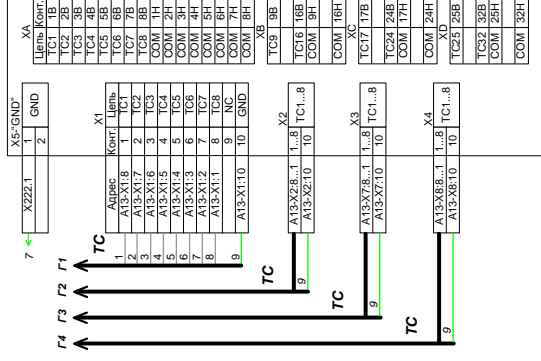 X5-"GND"
7 X222.1 1 GND
2
X1
Адрес Конт. Цепь
1 A13-X1:8 1 TC1
2 A13-X1:7 2 TC2
3 A13-X1:6 3 TC3
4 A13-X1:5 4 TC4
5 A13-X1:4 5 TC5
6 A13-X1:3 6 TC6
7 A13-X1:2 7 TC7
8 A13-X1:1 8 TC8
9 NC
9 A13-X1:10 10 GND
Г1
Г2
Г3
Г4
TC
X2
A13-X2:8...1 1...8 TC1...8
9 A13-X2:10 10
TC
X3
A13-X7:8...1 1...8 TC1...8
9 A13-X7:10 10
TC
X4
A13-X8:8...1 1...8 TC1...8
9 A13-X8:10 10
TC
XA
Цепь Конт.
TC1 1B
TC2 2B
TC3 3B
TC4 4B
TC5 5B
TC6 6B
TC7 7B
TC8 8B
COM 1H
COM 2H
COM 3H
COM 4H
COM 5H
COM 6H
COM 7H
COM 8H
XB
TC9 9B
TC16 16B
COM 9H
COM 16H
XC
TC17 17B
TC24 24B
COM 17H
COM 24H
XD
TC25 25B
TC32 32B
COM 25H
COM 32H